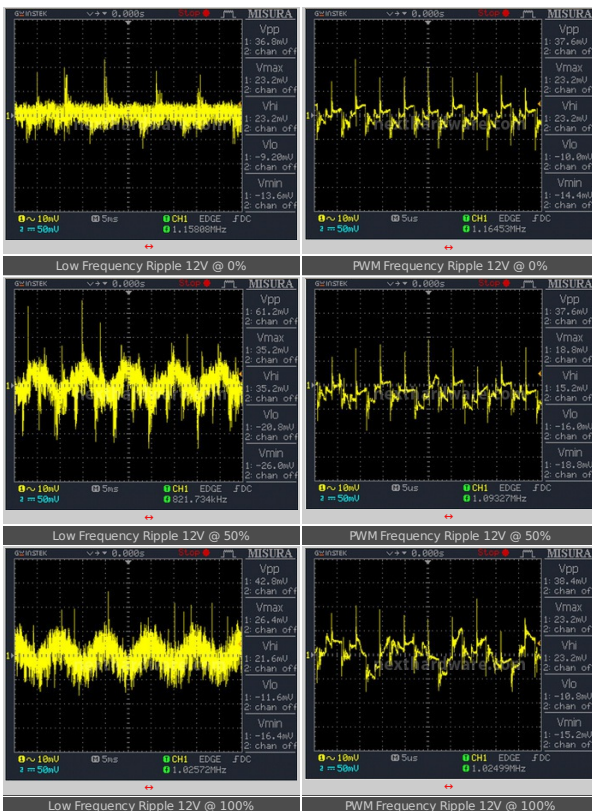 GWINSTEK 0.000s Stop MISURA
Vpp
1: 36.8mV
2: chan off
Vmax
1: 23.2mV
2: chan off
Vhi
1: 23.2mV
2: chan off
Vlo
1: -9.20mV
2: chan off
Vmin
1: -13.6mV
2: chan off
1 10mV 5ms CH1 EDGE DC
2 50mV 1.15808MHz
Low Frequency Ripple 12V @ 0%
GWINSTEK 0.000s Stop MISURA
Vpp
1: 37.6mV
2: chan off
Vmax
1: 23.2mV
2: chan off
Vhi
1: 23.2mV
2: chan off
Vlo
1: -10.0mV
2: chan off
Vmin
1: -14.4mV
2: chan off
nexthardware.com
1 10mV 5us CH1 EDGE DC
2 50mV 1.16453MHz
PWM Frequency Ripple 12V @ 0%
GWINSTEK 0.000s Stop MISURA
Vpp
1: 61.2mV
2: chan off
Vmax
1: 35.2mV
2: chan off
Vhi
1: 35.2mV
2: chan off
Vlo
1: -20.8mV
2: chan off
Vmin
1: -26.0mV
2: chan off
1 10mV 5ms CH1 EDGE DC
2 50mV 821.734kHz
Low Frequency Ripple 12V @ 50%
GWINSTEK 0.000s Stop MISURA
Vpp
1: 37.6mV
2: chan off
Vmax
1: 18.8mV
2: chan off
Vhi
1: 15.2mV
2: chan off
Vlo
1: -16.0mV
2: chan off
Vmin
1: -18.8mV
2: chan off
nexthardware.com
1 10mV 5us CH1 EDGE DC
2 50mV 1.09327MHz
PWM Frequency Ripple 12V @ 50%
GWINSTEK 0.000s Stop MISURA
Vpp
1: 42.8mV
2: chan off
Vmax
1: 26.4mV
2: chan off
Vhi
1: 21.6mV
2: chan off
Vlo
1: -11.6mV
2: chan off
Vmin
1: -16.4mV
2: chan off
1 10mV 5ms CH1 EDGE DC
2 50mV 1.02572MHz
Low Frequency Ripple 12V @ 100%
GWINSTEK 0.000s Stop MISURA
Vpp
1: 38.4mV
2: chan off
Vmax
1: 23.2mV
2: chan off
Vhi
1: 23.2mV
2: chan off
Vlo
1: -10.8mV
2: chan off
Vmin
1: -15.2mV
2: chan off
nexthardware.com
1 10mV 5us CH1 EDGE DC
2 50mV 1.02499MHz
PWM Frequency Ripple 12V @ 100%